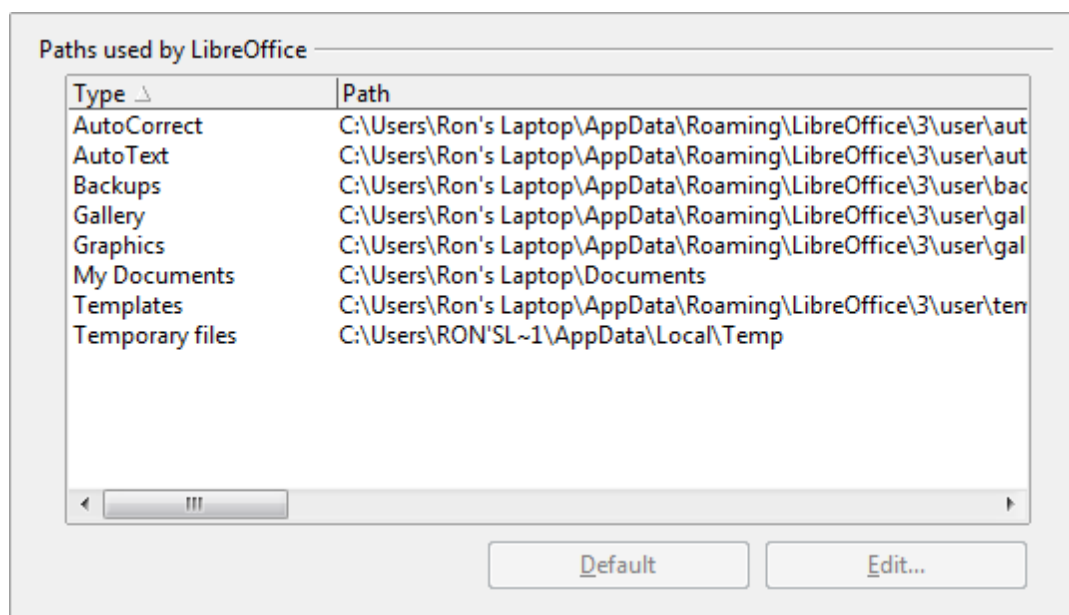 Paths used by LibreOffice
Type Path
AutoCorrect C:\Users\Ron's Laptop\AppData\Roaming\LibreOffice\3\user\aut
AutoText C:\Users\Ron's Laptop\AppData\Roaming\LibreOffice\3\user\aut
Backups C:\Users\Ron's Laptop\AppData\Roaming\LibreOffice\3\user\bac
Gallery C:\Users\Ron's Laptop\AppData\Roaming\LibreOffice\3\user\gal
Graphics C:\Users\Ron's Laptop\AppData\Roaming\LibreOffice\3\user\gal
My Documents C:\Users\Ron's Laptop\Documents
Templates C:\Users\Ron's Laptop\AppData\Roaming\LibreOffice\3\user\tem
Temporary files C:\Users\RON'SL~1\AppData\Local\Temp
Default Edit...